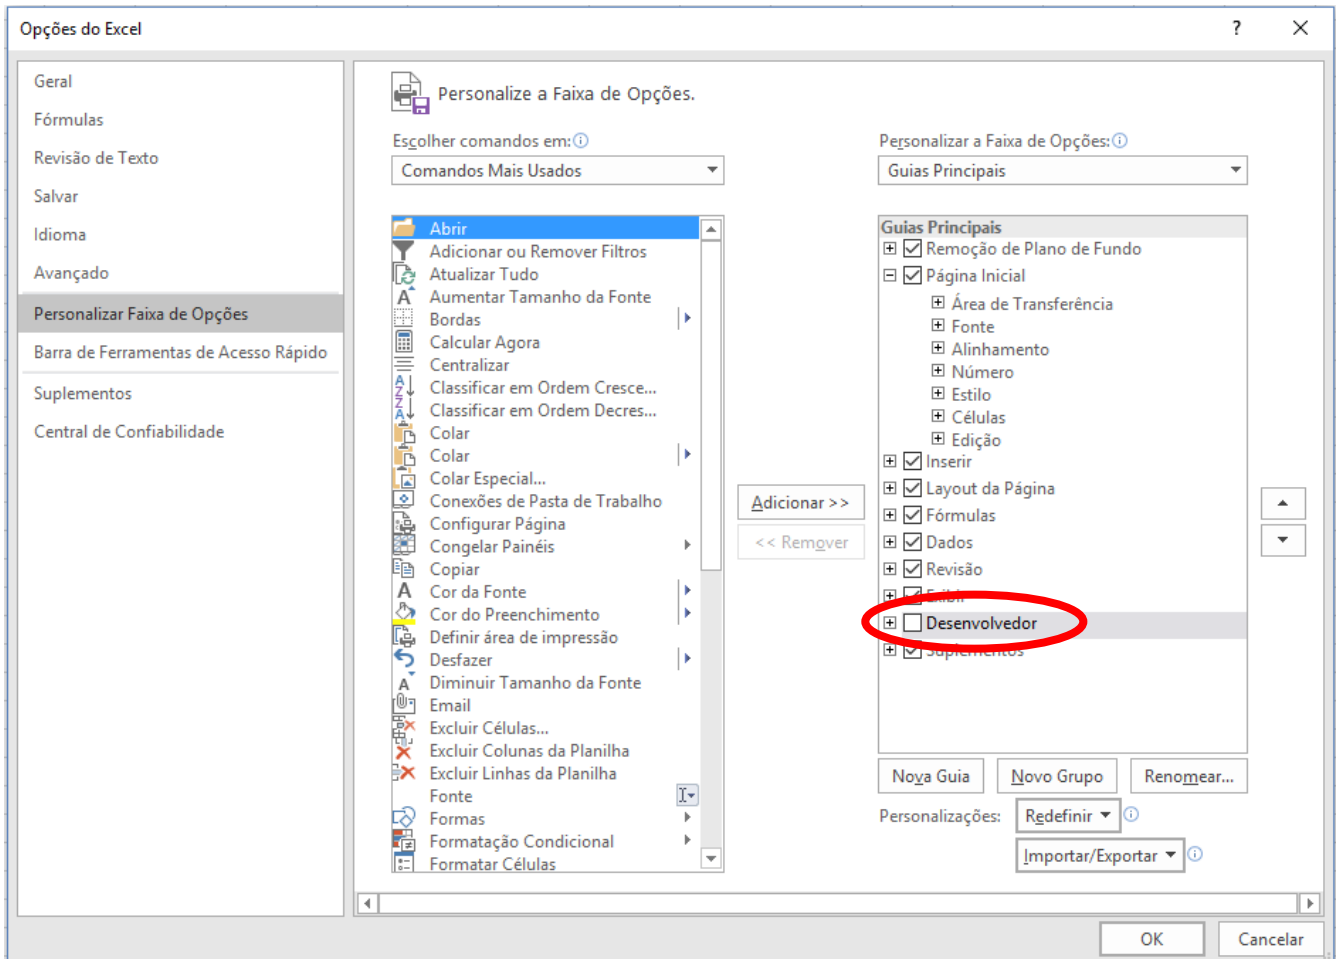 Opções do Excel
?
Geral
Fórmulas
Revisão de Texto
Salvar
Idioma
Avançado
Personalizar Faixa de Opções
Barra de Ferramentas de Acesso Rápido
Suplementos
Central de Confiabilidade
Personalize a Faixa de Opções.
Escolher comandos em:
Comandos Mais Usados
Abrir
Adicionar ou Remover Filtros
Atualizar Tudo
Aumentar Tamanho da Fonte
Bordas
Calcular Agora
Centralizar
Classificar em Ordem Cresce...
Classificar em Ordem Decres...
Colar
Colar
Colar Especial...
Conexões de Pasta de Trabalho
Configurar Página
Congelar Painéis
Copiar
Cor da Fonte
Cor do Preenchimento
Definir área de impressão
Desfazer
Diminuir Tamanho da Fonte
Email
Excluir Células...
Excluir Colunas da Planilha
Excluir Linhas da Planilha
Fonte
Formas
Formatação Condicional
Formatar Células
Adicionar >>
<< Remover
Personalizar a Faixa de Opções:
Guias Principais
Guias Principais
Remoção de Plano de Fundo
Página Inicial
Área de Transferência
Fonte
Alinhamento
Número
Estilo
Células
Edição
Inserir
Layout da Página
Fórmulas
Dados
Revisão
Exibir
Desenvolvedor
Suplementos
Nova Guia
Novo Grupo
Renomear...
Personalizações:
Redefinir
Importar/Exportar
OK
Cancelar